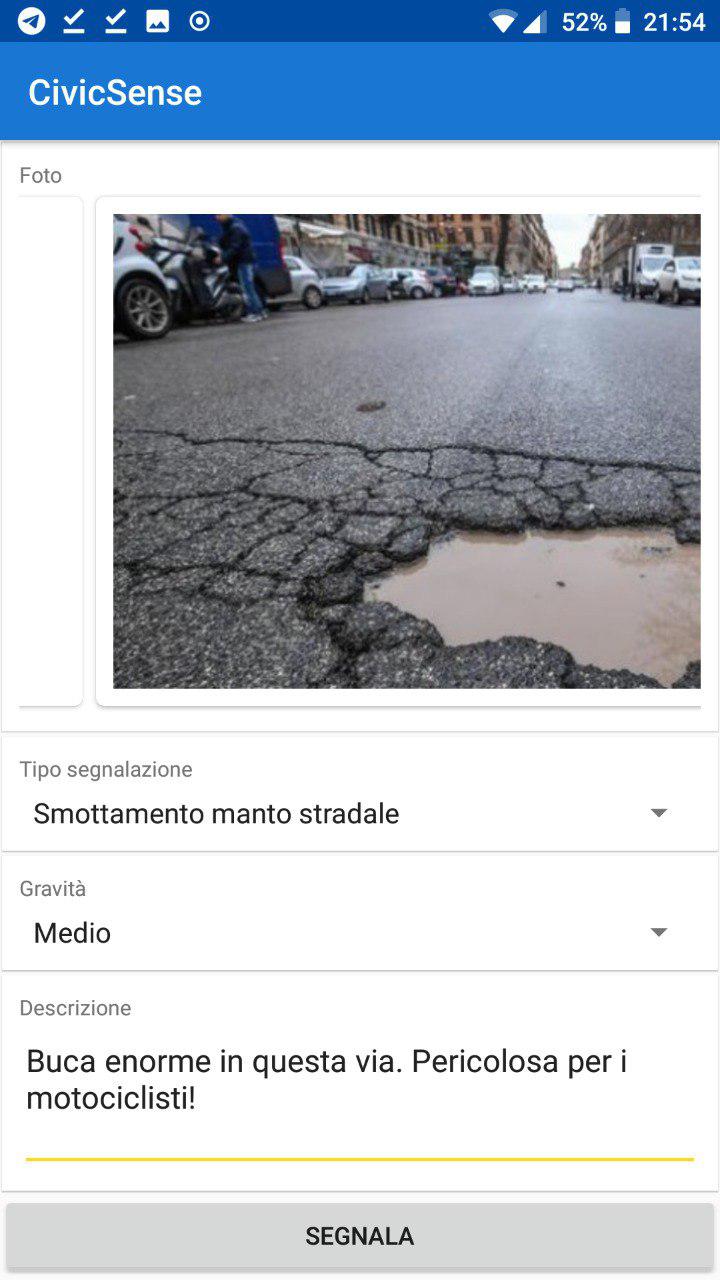 52% 21:54
CivicSense
Foto
Tipo segnalazione
Smottamento manto stradale
Gravità
Medio
Descrizione
Buca enorme in questa via. Pericolosa per i
motociclisti!
SEGNALA